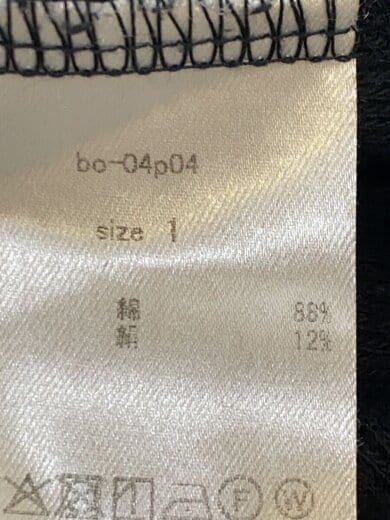 bo-04p04
size 1
綿 88%
絹 12%
F W